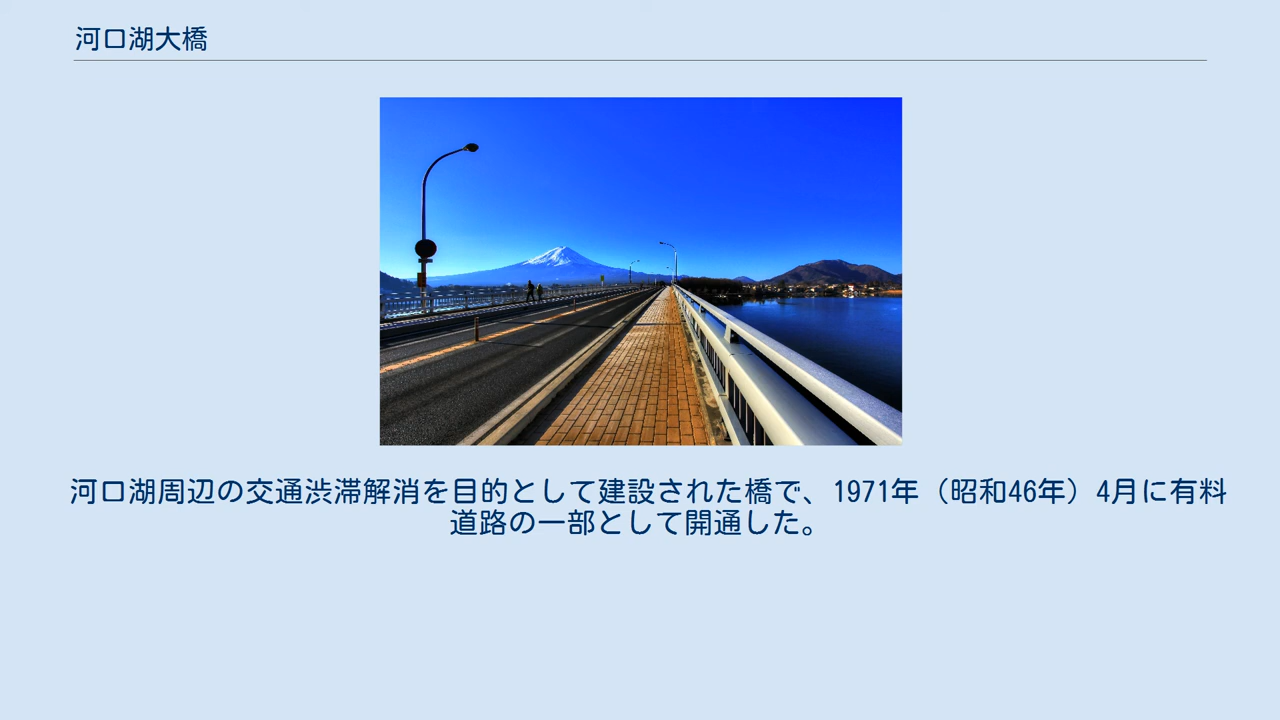 河口湖大橋
河口湖周辺の交通渋滞解消を目的として建設された橋で、1971年（昭和46年）4月に有料
道路の一部として開通した。